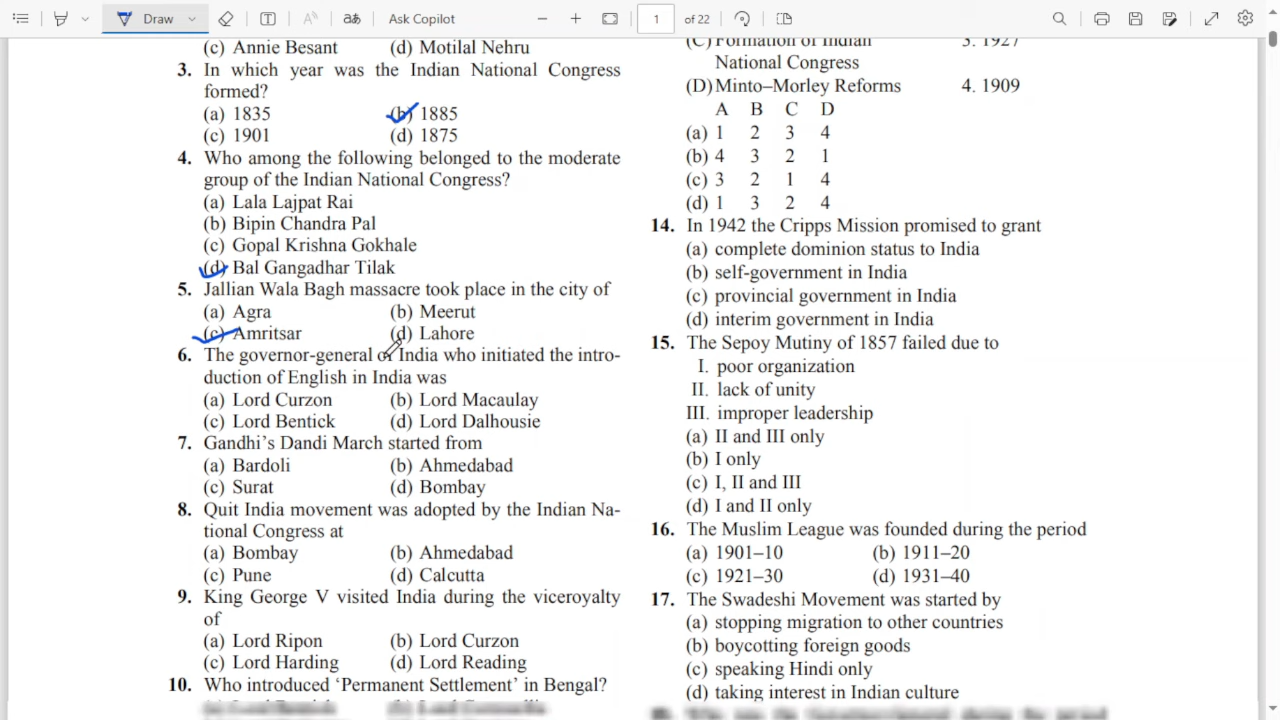 Draw
Ask Copilot
1
of 22
(c) Annie Besant (d) Motilal Nehru
3. In which year was the Indian National Congress
formed?
(a) 1835 (b) 1885
(c) 1901 (d) 1875
4. Who among the following belonged to the moderate
group of the Indian National Congress?
(a) Lala Lajpat Rai
(b) Bipin Chandra Pal
(c) Gopal Krishna Gokhale
(d) Bal Gangadhar Tilak
5. Jallian Wala Bagh massacre took place in the city of
(a) Agra (b) Meerut
(c) Amritsar (d) Lahore
6. The governor-general of India who initiated the intro-
duction of English in India was
(a) Lord Curzon (b) Lord Macaulay
(c) Lord Bentick (d) Lord Dalhousie
7. Gandhi's Dandi March started from
(a) Bardoli (b) Ahmedabad
(c) Surat (d) Bombay
8. Quit India movement was adopted by the Indian Na-
tional Congress at
(a) Bombay (b) Ahmedabad
(c) Pune (d) Calcutta
9. King George V visited India during the viceroyalty
of
(a) Lord Ripon (b) Lord Curzon
(c) Lord Harding (d) Lord Reading
10. Who introduced 'Permanent Settlement' in Bengal?
(C) Formation of Indian 3. 1927
National Congress
(D) Minto–Morley Reforms 4. 1909
A B C D
(a) 1 2 3 4
(b) 4 3 2 1
(c) 3 2 1 4
(d) 1 3 2 4
14. In 1942 the Cripps Mission promised to grant
(a) complete dominion status to India
(b) self-government in India
(c) provincial government in India
(d) interim government in India
15. The Sepoy Mutiny of 1857 failed due to
I. poor organization
II. lack of unity
III. improper leadership
(a) II and III only
(b) I only
(c) I, II and III
(d) I and II only
16. The Muslim League was founded during the period
(a) 1901–10 (b) 1911–20
(c) 1921–30 (d) 1931–40
17. The Swadeshi Movement was started by
(a) stopping migration to other countries
(b) boycotting foreign goods
(c) speaking Hindi only
(d) taking interest in Indian culture